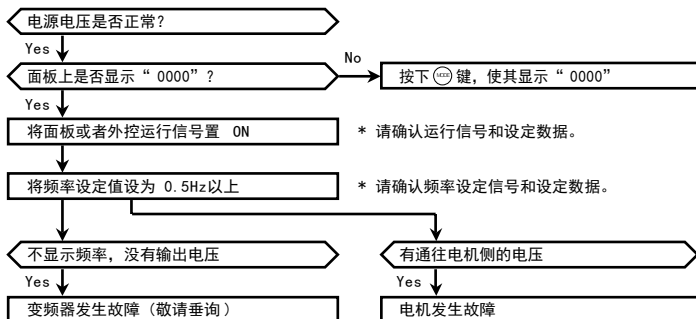 电源电压是否正常？
Yes
No
面板上是否显示“ 0000”？
按下 MODE 键，使其显示“ 0000”
Yes
将面板或者外控运行信号置 ON
* 请确认运行信号和设定数据。
将频率设定值设为 0.5Hz以上
* 请确认频率设定信号和设定数据。
不显示频率，没有输出电压
有通往电机侧的电压
Yes
Yes
变频器发生故障（敬请垂询）
电机发生故障